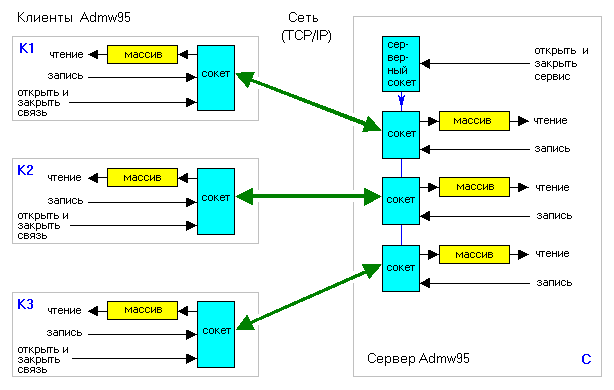 Клиенты Admw95
Сеть
(TCP/IP)
К1
чтение
массив
сокет
запись
открыть и
закрыть
связь
К2
чтение
массив
сокет
запись
открыть и
закрыть
связь
К3
чтение
массив
сокет
запись
открыть и
закрыть
связь
сер-
вер-
ный
сокет
открыть и
закрыть
сервис
сокет
массив
чтение
запись
сокет
массив
чтение
запись
сокет
массив
чтение
запись
Сервер Admw95
С